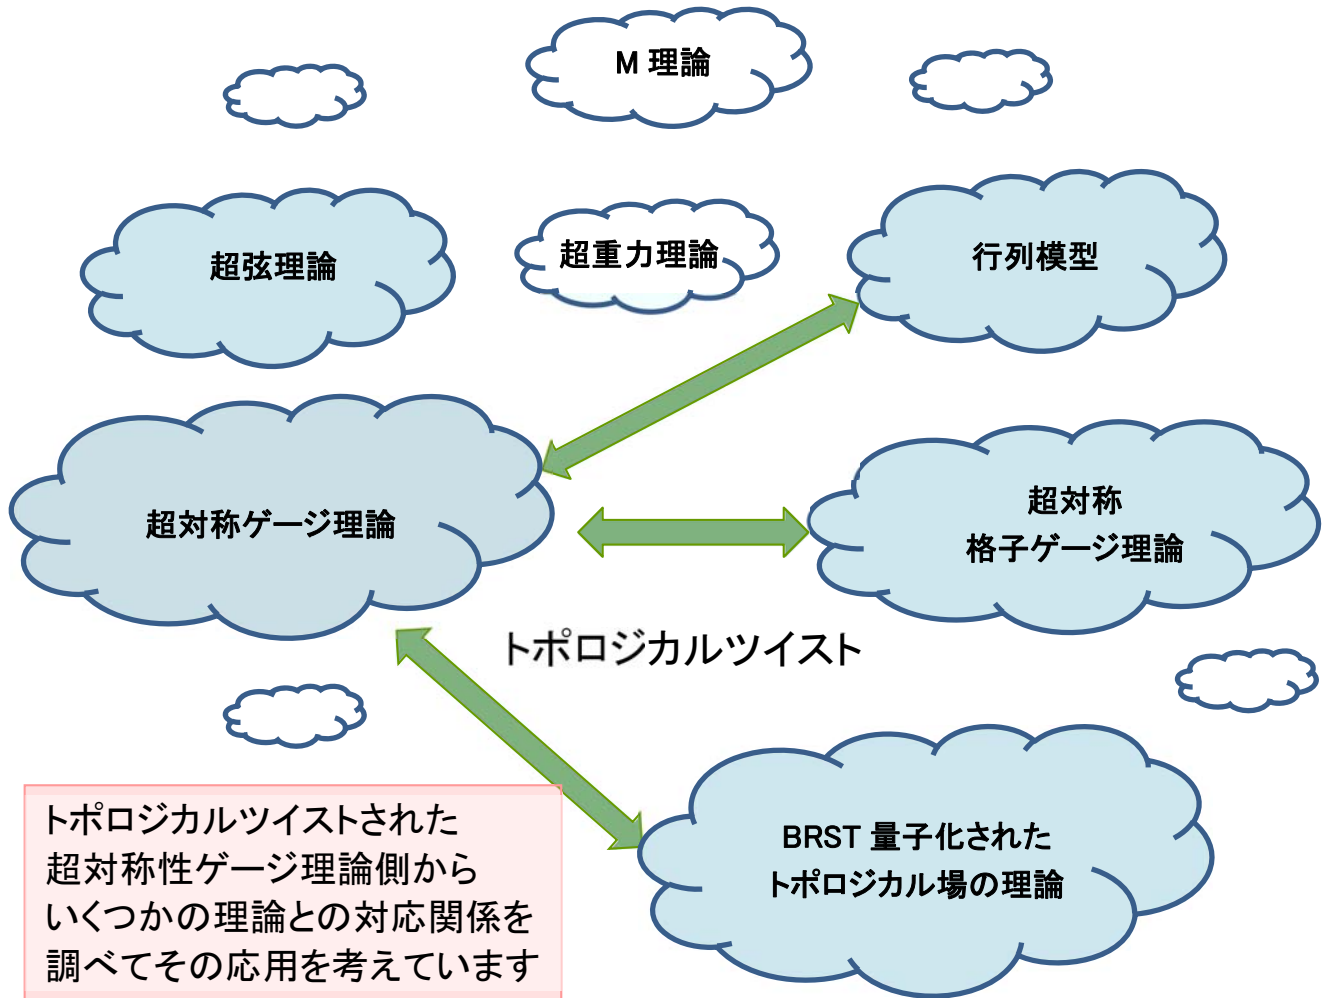 M 理論
超弦理論
超重力理論
行列模型
超対称ゲージ理論
超対称
格子ゲージ理論
トポロジカルツイスト
BRST 量子化された
トポロジカル場の理論
トポロジカルツイストされた
超対称性ゲージ理論側から
いくつかの理論との対応関係を
調べてその応用を考えています